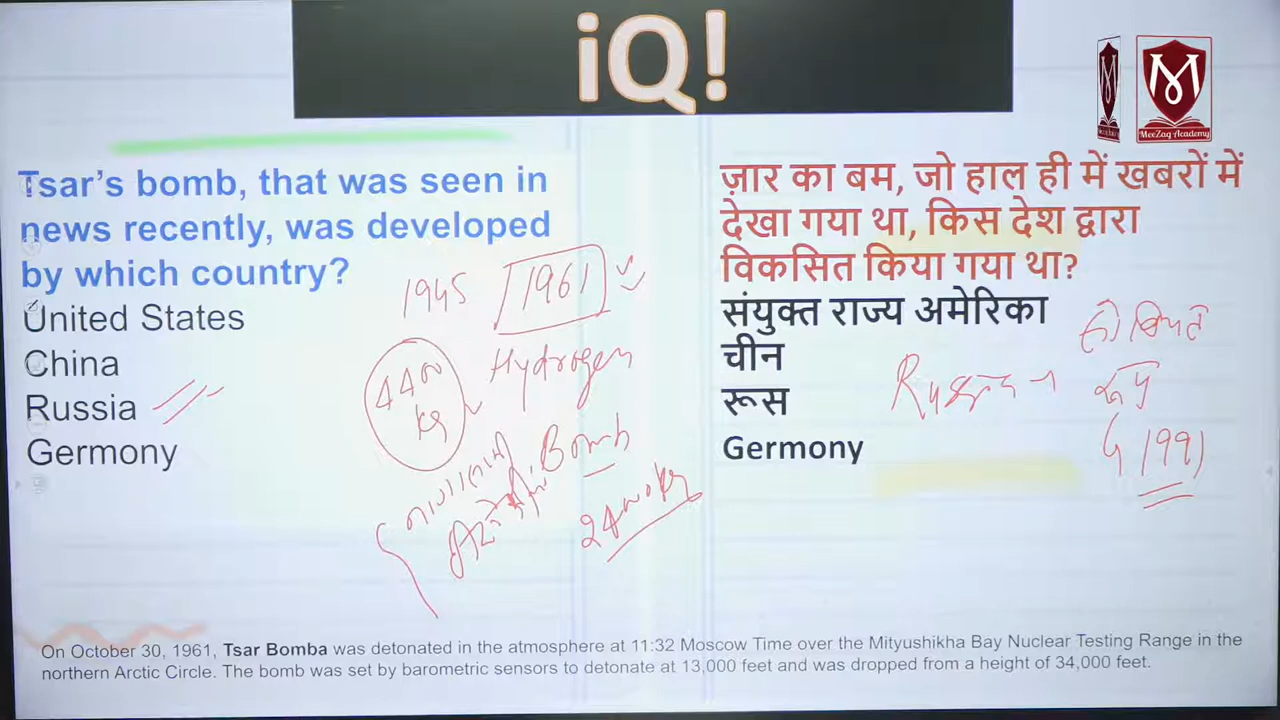 iQ!
MeeZaq Academy
Tsar’s bomb, that was seen in
news recently, was developed
by which country?
United States
China
Russia
Germony
1945 1961
4400
kg
Hydrogen
Bomb
ज़ार का बम, जो हाल ही में खबरों में
देखा गया था, किस देश द्वारा
विकसित किया गया था?
संयुक्त राज्य अमेरिका
चीन
रूस
Germony
1991
On October 30, 1961, Tsar Bomba was detonated in the atmosphere at 11:32 Moscow Time over the Mityushikha Bay Nuclear Testing Range in the
northern Arctic Circle. The bomb was set by barometric sensors to detonate at 13,000 feet and was dropped from a height of 34,000 feet.